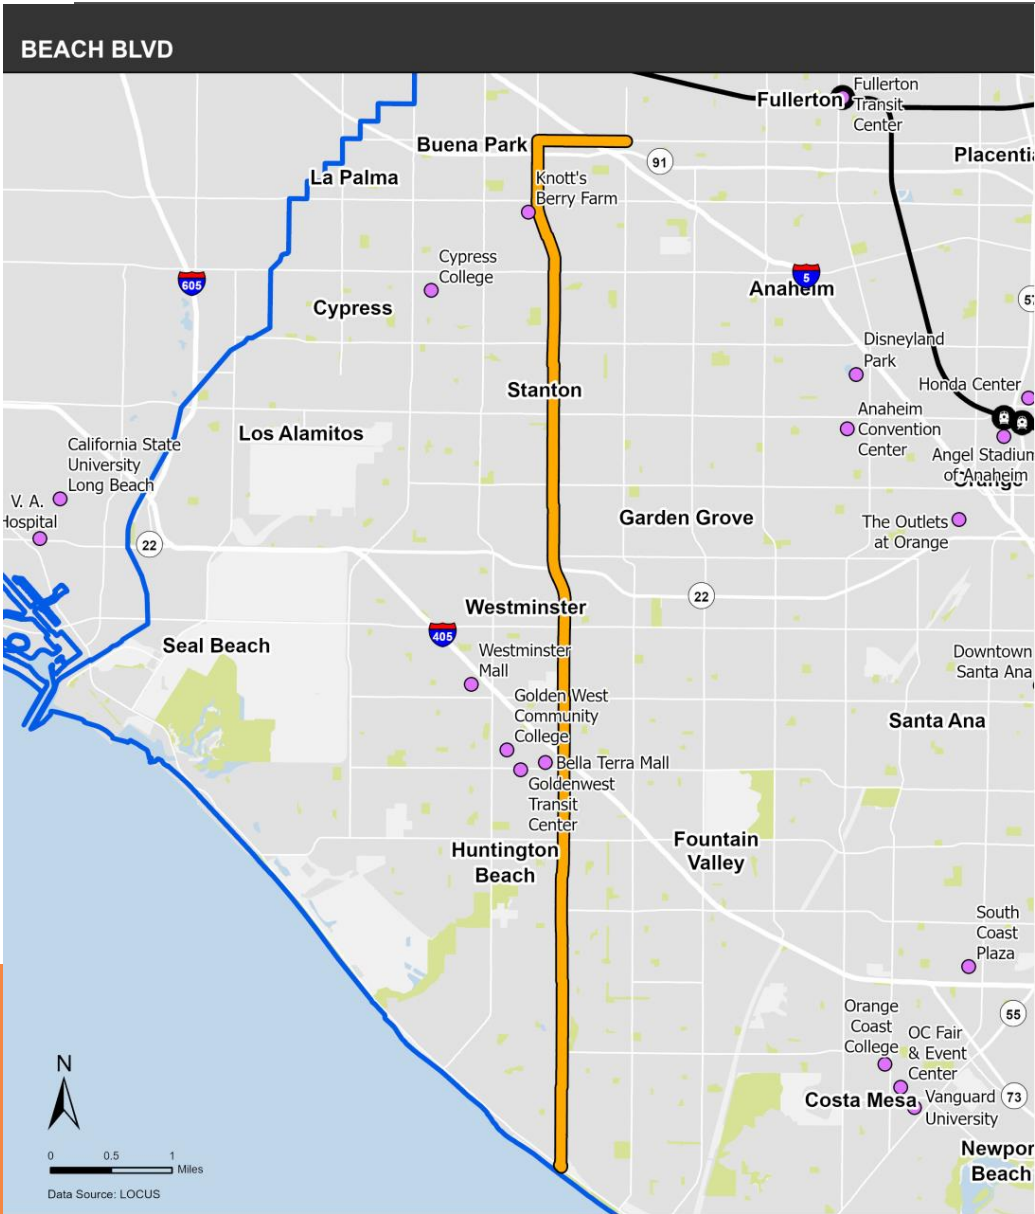 BEACH BLVD
Fullerton
Fullerton
Transit
Center
Buena Park
91
Placenti
La Palma
Knott's
Berry Farm
Cypress
College
605
5
Anaheim
57
Cypress
Disneyland
Park
Stanton
Honda Center
Anaheim
Convention
Center
Los Alamitos
California State
University
Long Beach
Angel Stadium
of Anaheim
Orange
V. A.
Hospital
Garden Grove
The Outlets
at Orange
22
22
Westminster
405
Seal Beach
Westminster
Mall
Downtown
Santa Ana
Golden West
Community
College
Santa Ana
Bella Terra Mall
Goldenwest
Transit
Center
Huntington
Beach
Fountain
Valley
South
Coast
Plaza
55
Orange
Coast
College
OC Fair
& Event
Center
Costa Mesa
Vanguard
University
73
Newpor
Beach
N
0 0.5 1
Miles
Data Source: LOCUS